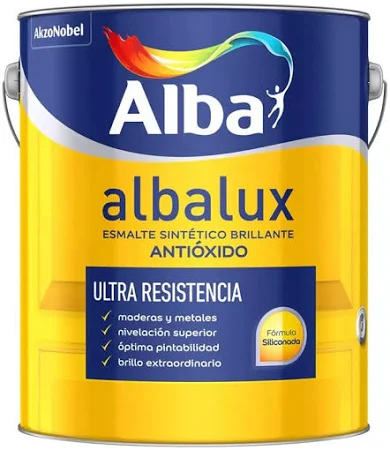 AkzoNobel
Alba
albalux
ESMALTE SINTÉTICO BRILLANTE
ANTIÓXIDO
ULTRA RESISTENCIA
maderas y metales
nivelación superior
óptima pintabilidad
brillo extraordinario
Fórmula
Siliconada